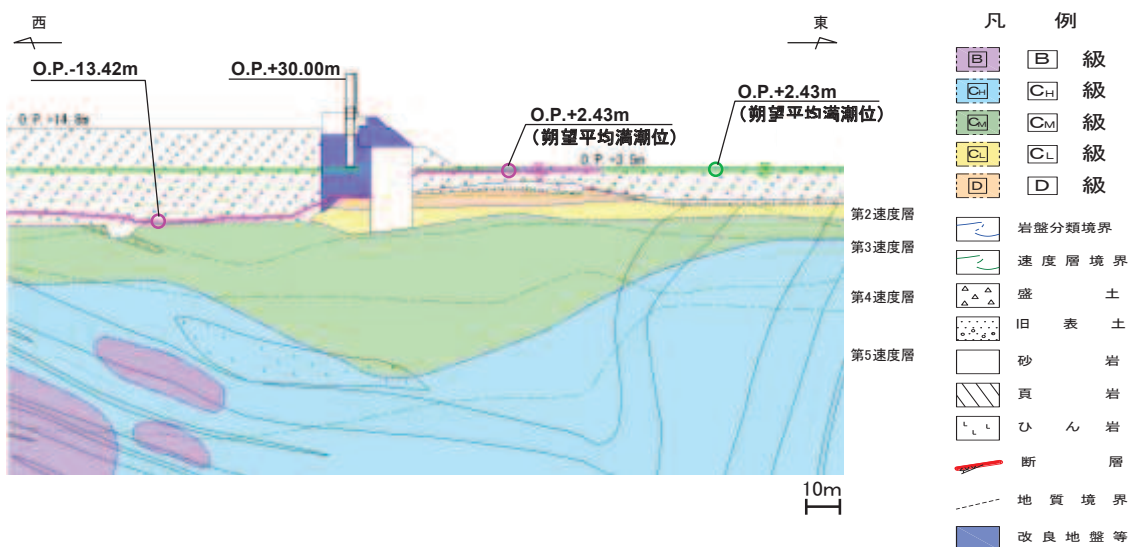 西
東
O.P.-13.42m
O.P.+30.00m
O.P.+2.43m
(朔望平均満潮位)
O.P.+2.43m
(朔望平均満潮位)
O.P.+14.8m
O.P.+3.5m
第2速度層
第3速度層
第4速度層
第5速度層
10m
凡 例
B B 級
CH CH 級
CM CM 級
CL CL 級
D D 級
岩盤分類境界
速度層境界
盛土
旧表土
砂岩
頁岩
ひん岩
断層
地質境界
改良地盤等